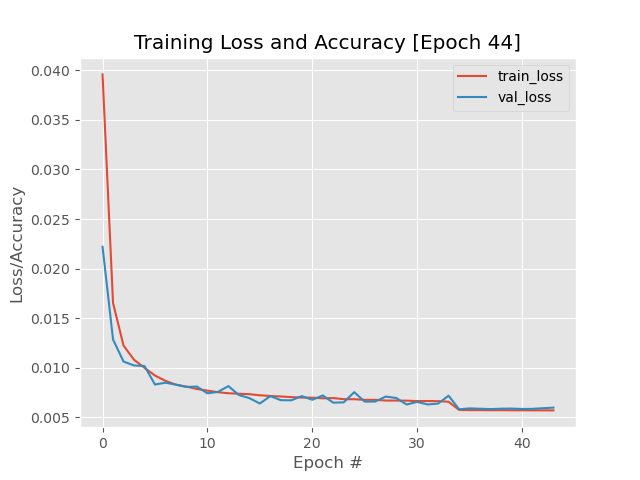 Training Loss and Accuracy [Epoch 44]
train_loss
val_loss
0.040
0.035
0.030
0.025
0.020
0.015
0.010
0.005
Loss/Accuracy
0 10 20 30 40
Epoch #